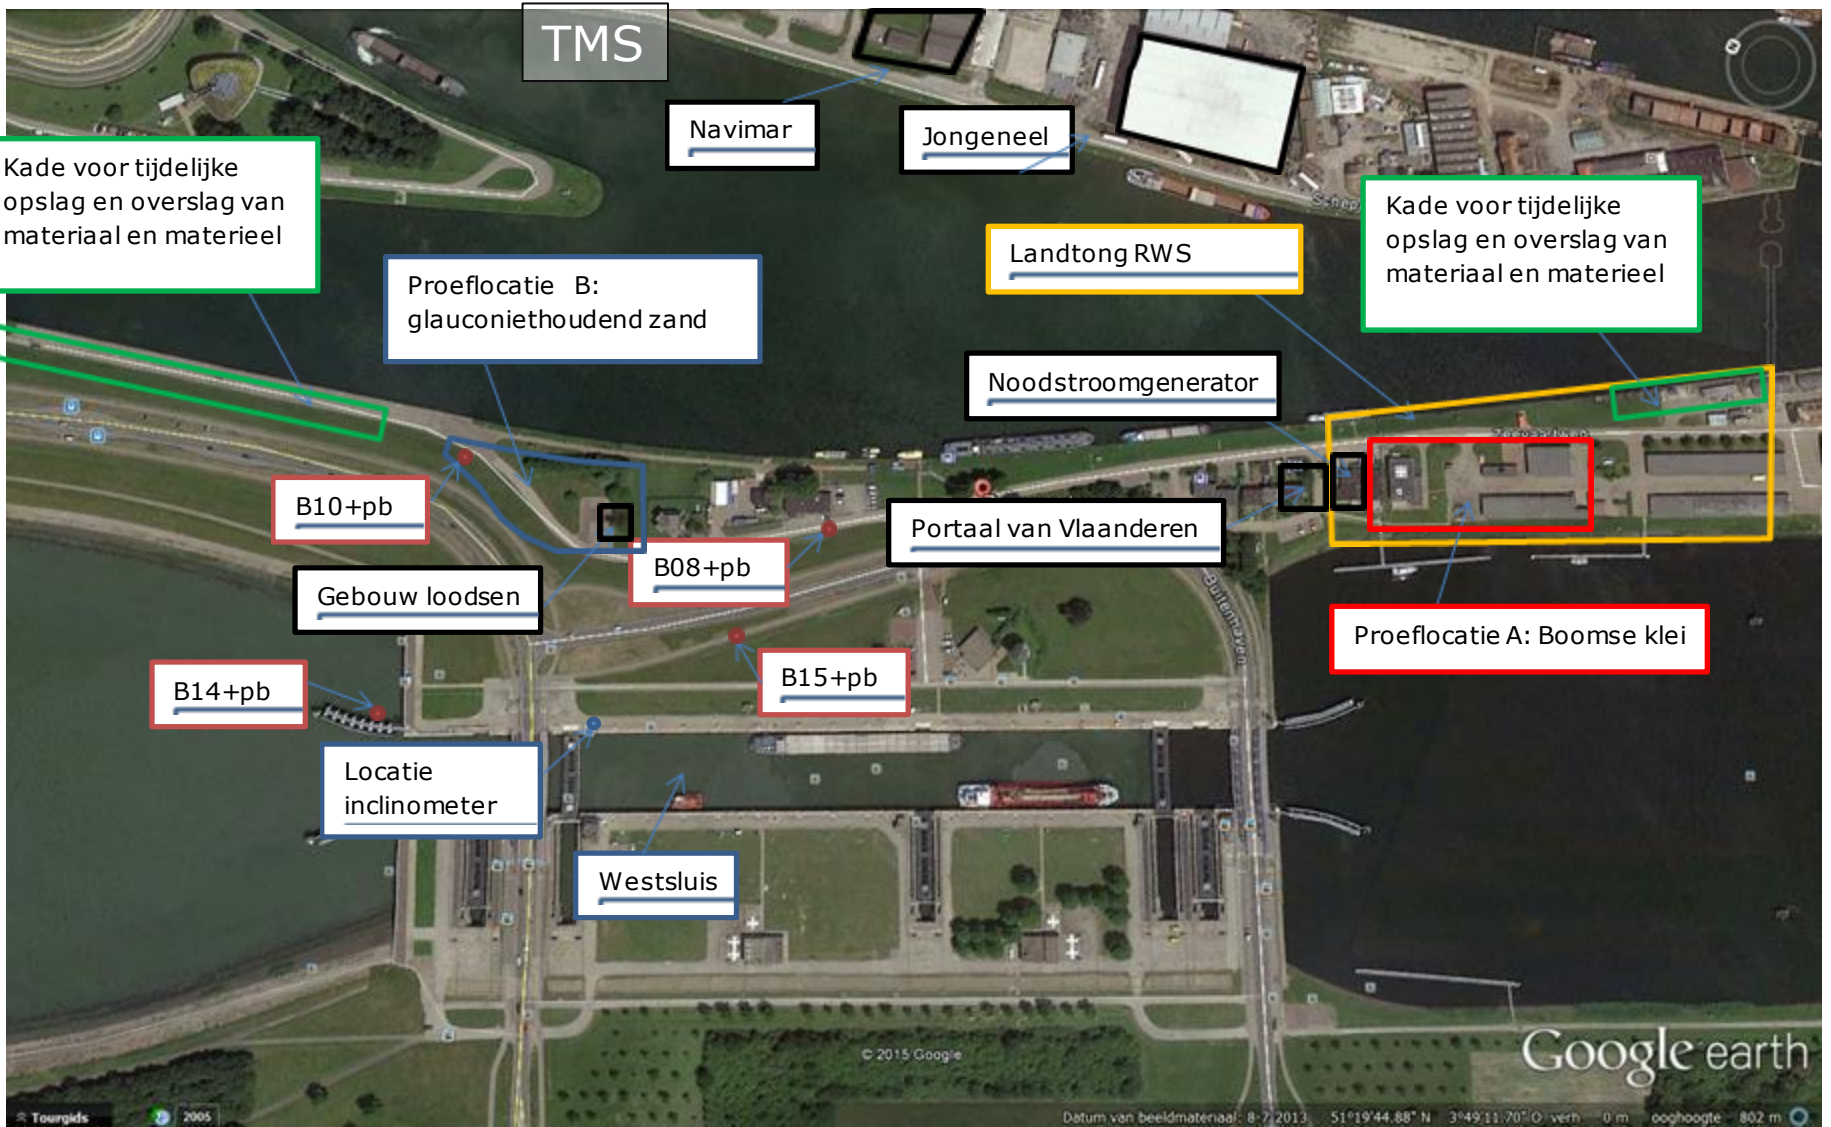 TMS
Navimar
Jongeneel
Kade voor tijdelijke
opslag en overslag van
materiaal en materieel
Kade voor tijdelijke
opslag en overslag van
materiaal en materieel
Landtong RWS
Proeflocatie B:
glauconiethoudend zand
Noodstroomgenerator
B10+pb
Portaal van Vlaanderen
B08+pb
Gebouw loodsen
Buitenhaven
Proeflocatie A: Boomse klei
B14+pb
B15+pb
Locatie
inclinometer
Westsluis
Google earth
© 2015 Google
Tourgids
2005
Datum van beeldmateriaal: 8-7-2013 51°19'44.88" N 3°49'11.70" O verh 0 m ooghoogte 802 m